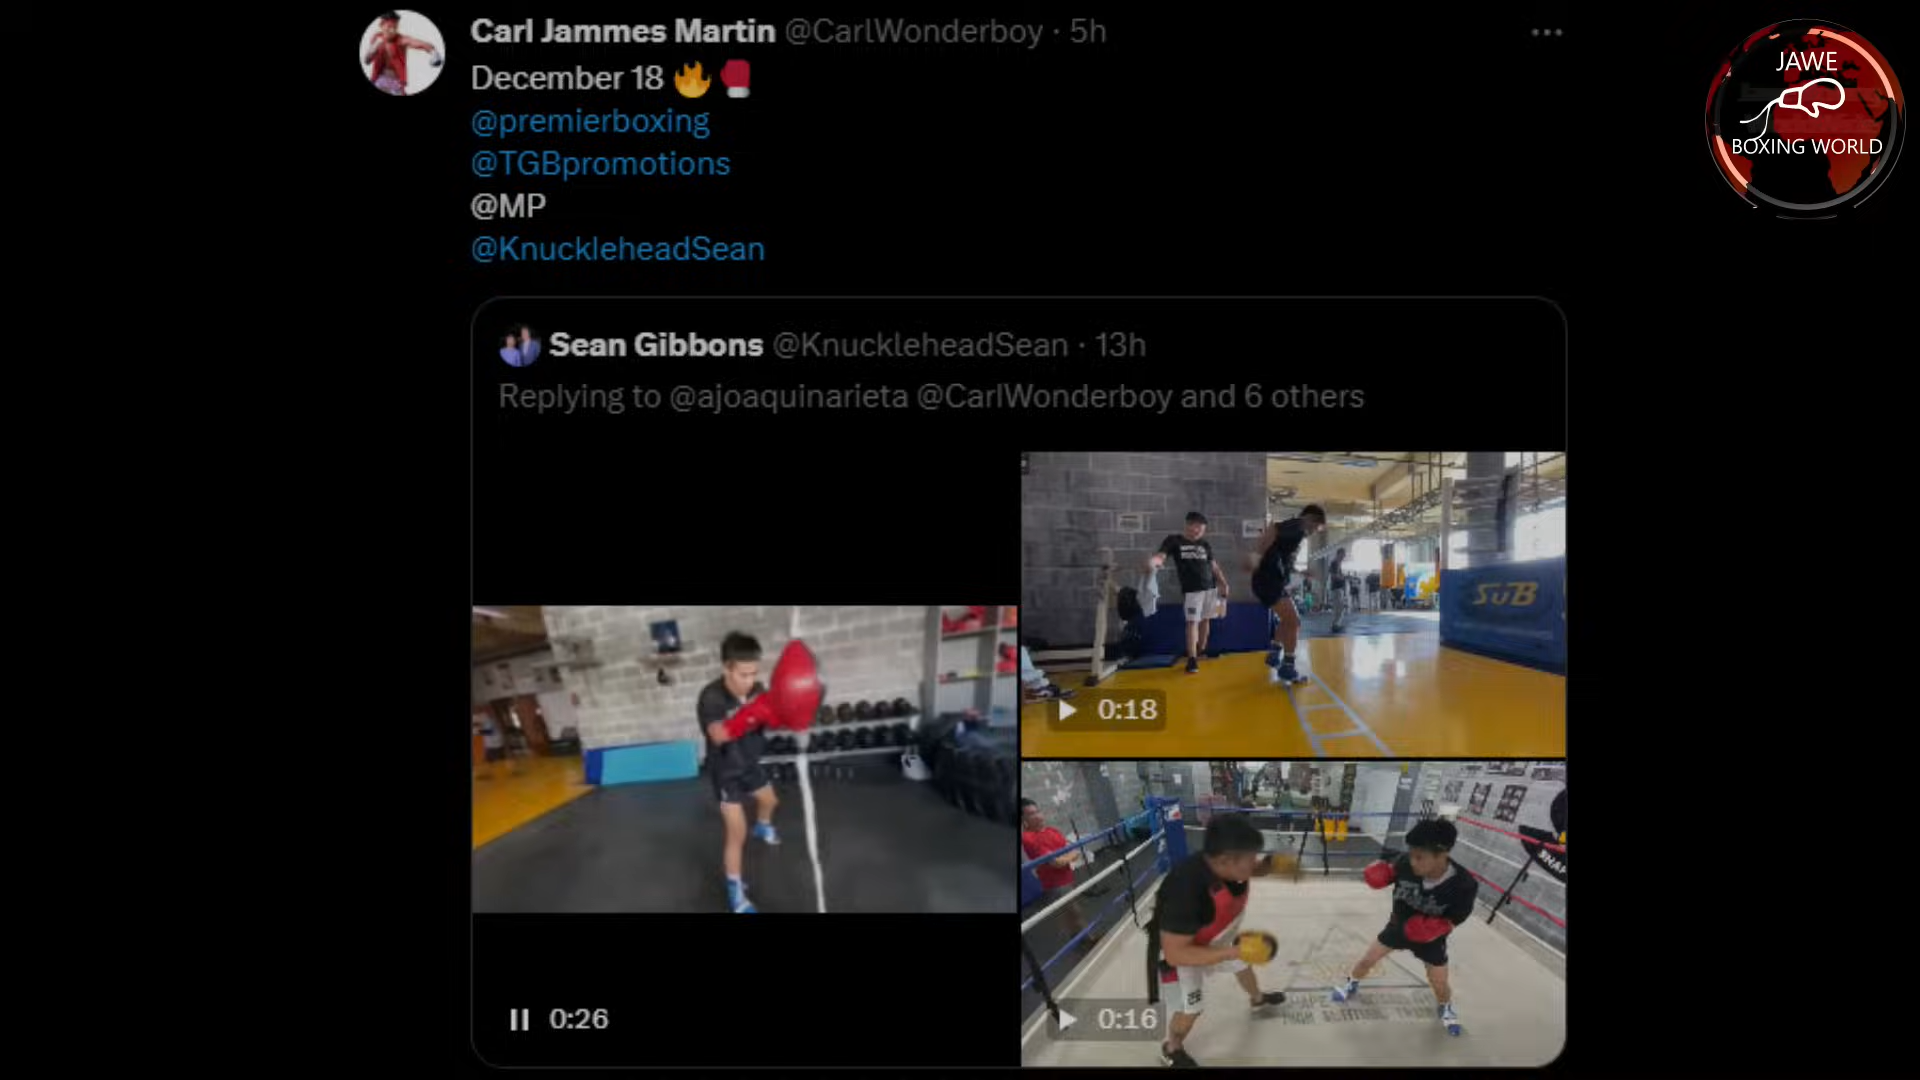 Carl Jammes Martin @CarlWonderboy · 5h
December 18 🔥🥊
@premierboxing
@TGBpromotions
@MP
@KnuckleheadSean
JAWE
BOXING WORLD
Sean Gibbons @KnuckleheadSean · 13h
Replying to @ajoaquinarieta @CarlWonderboy and 6 others
SUB
0:18
0:26
0:16